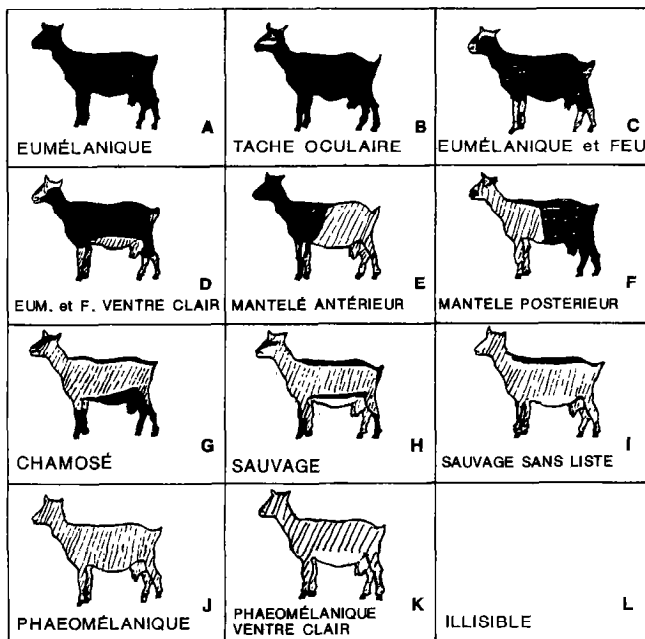 A
EUMÉLANIQUE
B
TACHE OCULAIRE
C
EUMÉLANIQUE et FEU
D
EUM. et F. VENTRE CLAIR
E
MANTELÉ ANTÉRIEUR
F
MANTELE POSTERIEUR
G
CHAMOSÉ
H
SAUVAGE
I
SAUVAGE SANS LISTE
J
PHAEOMÉLANIQUE
K
PHAEOMÉLANIQUE
VENTRE CLAIR
L
ILLISIBLE